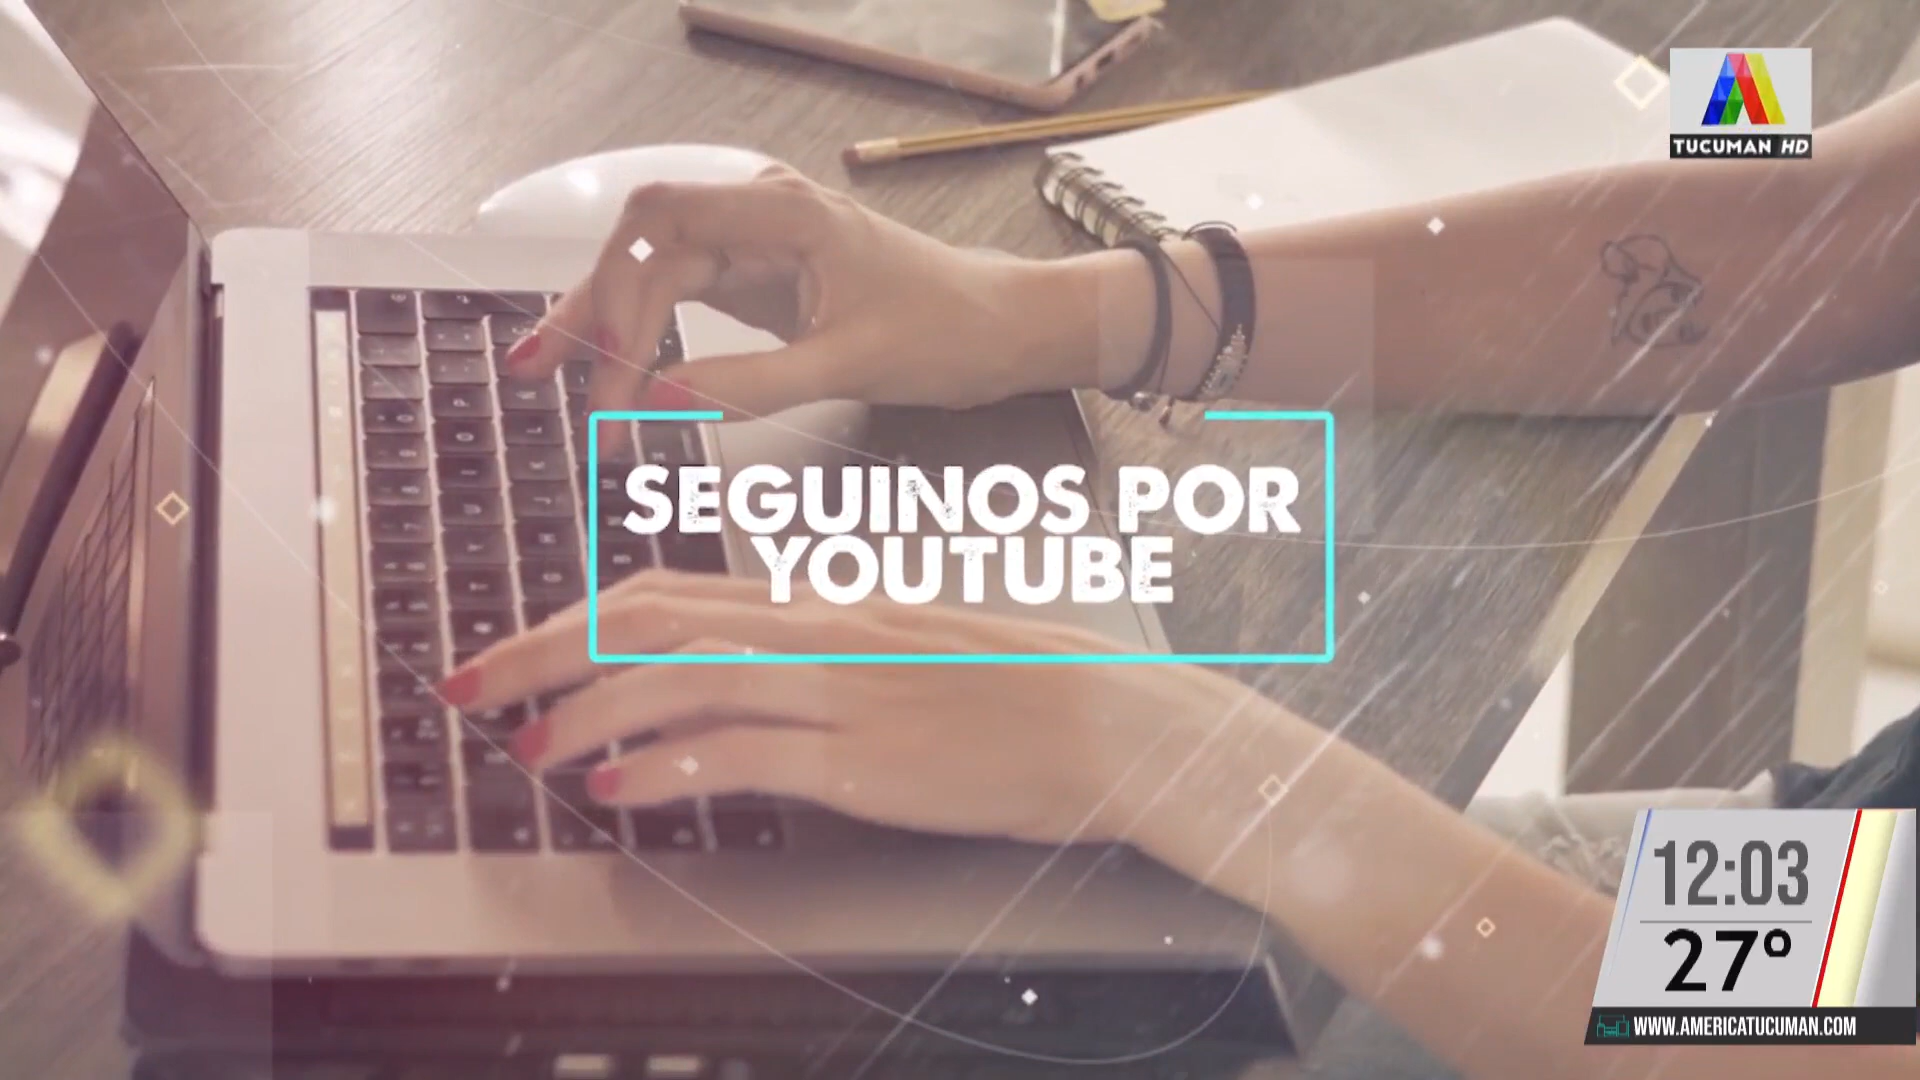 TUCUMAN HD
SEGUINOS POR
YOUTUBE
12:03
27°
WWW.AMERICATUCUMAN.COM